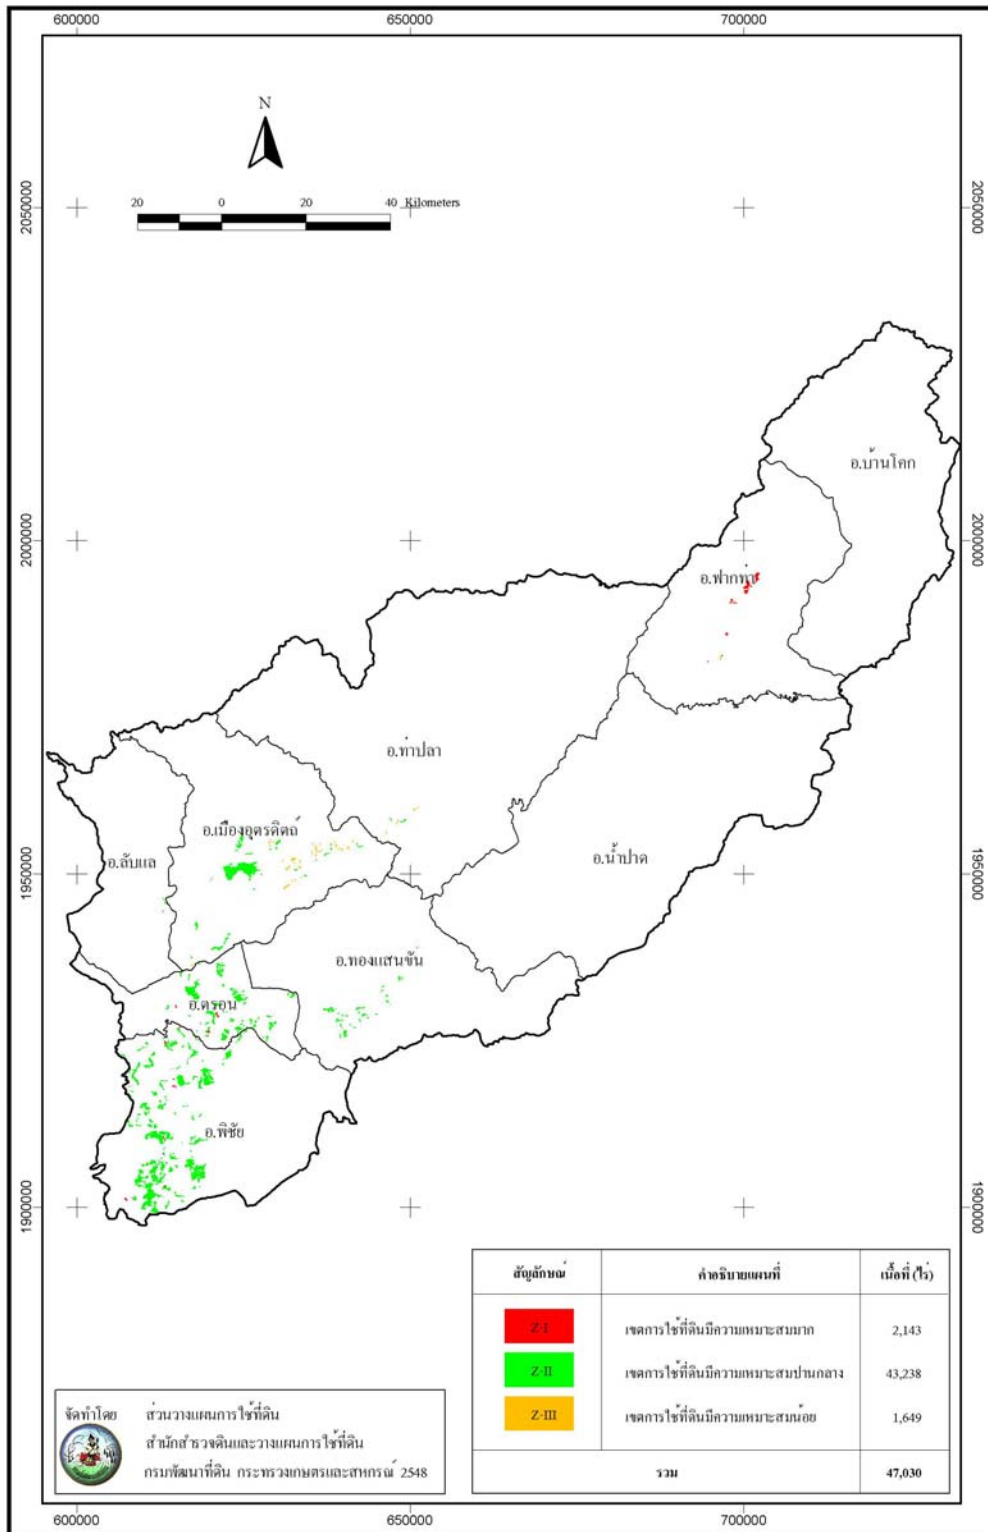 600000 650000 700000
N
20 0 20 40 Kilometers
2050000 2050000
อ.บ้านโคก
2000000 2000000
อ.ฟากทา
อ.ท่าปลา
อ.เมืองอุตรดิตถ์
อ.ลับแล
อ.น้ำปาด
1950000 1950000
อ.ทองแสนขัน
อ.ตรอน
อ.พิชัย
1900000 1900000
สัญลักษณ์ คำอธิบายแผนที่ เนื้อที่ (ไร่)
Z-I เขตการใช้ที่ดินมีความเหมาะสมมาก 2,143
Z-II เขตการใช้ที่ดินมีความเหมาะสมปานกลาง 43,238
Z-III เขตการใช้ที่ดินมีความเหมาะสมน้อย 1,649
รวม 47,030
จัดทำโดย ส่วนวางแผนการใช้ที่ดิน
สำนักสำรวจดินและวางแผนการใช้ที่ดิน
กรมพัฒนาที่ดิน กระทรวงเกษตรและสหกรณ์ 2548
600000 650000 700000